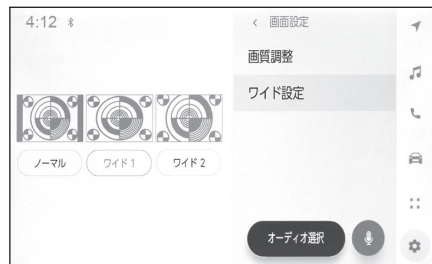 4:12
< 画面設定
画質調整
ワイド設定
ノーマル
ワイド 1
ワイド 2
オーディオ選択